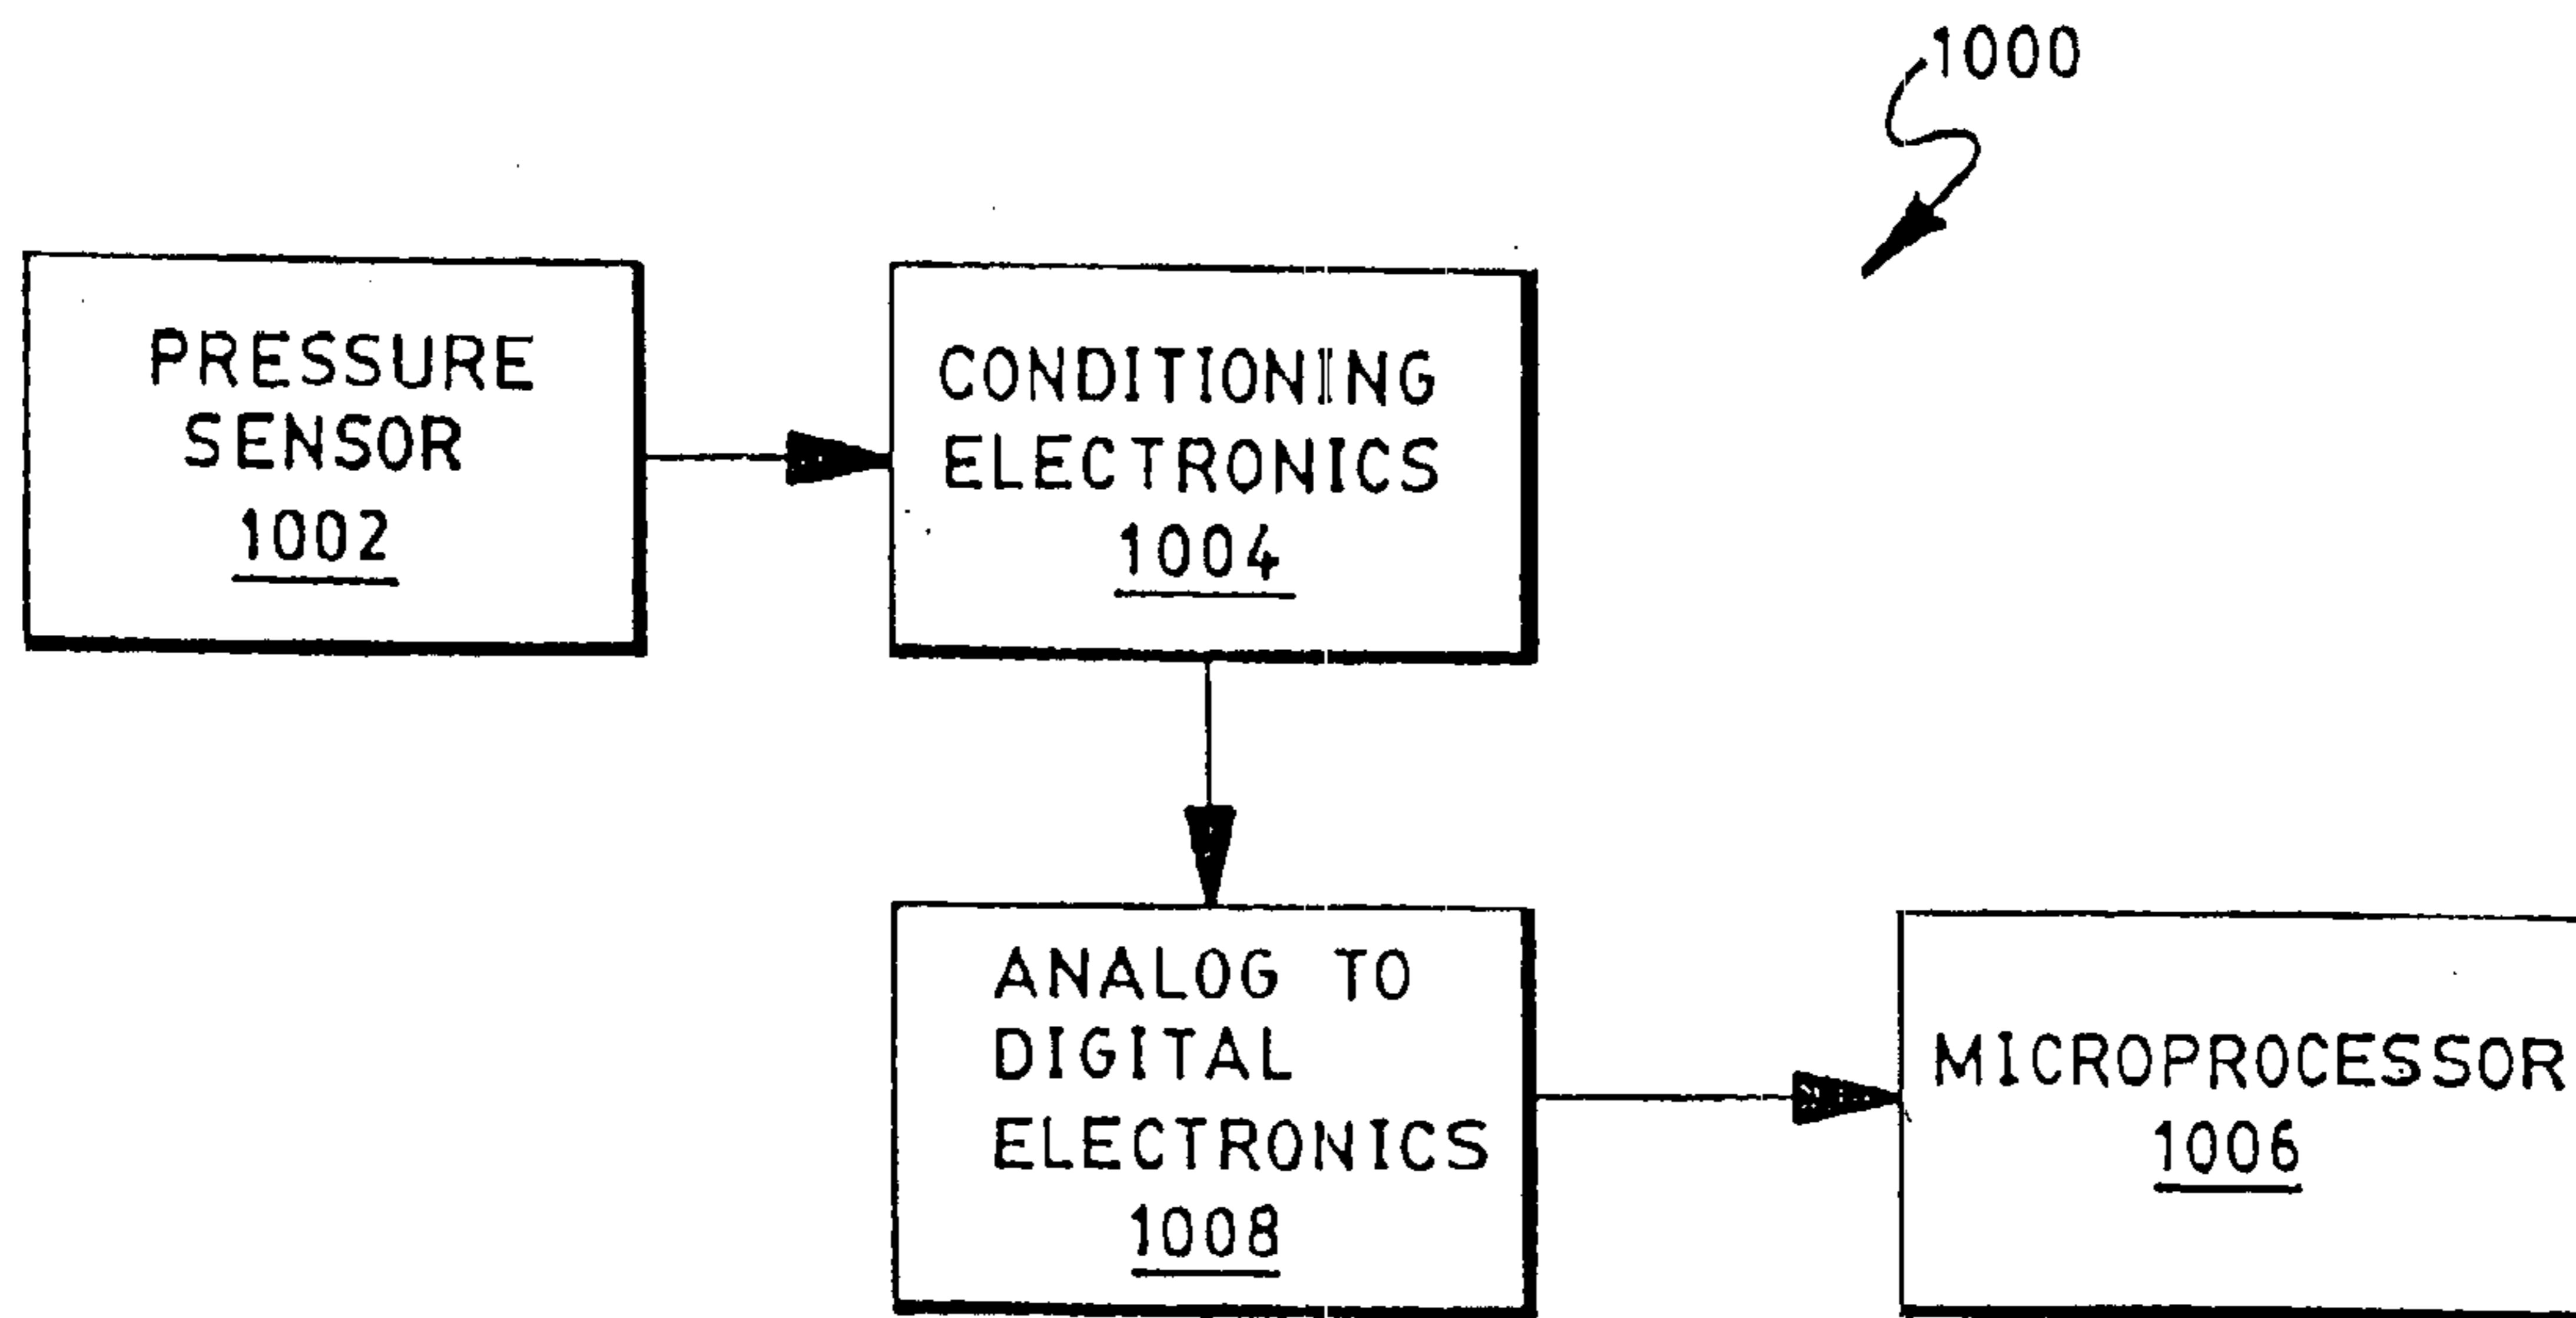 1000
PRESSURE
SENSOR
1002
CONDITIONING
ELECTRONICS
1004
ANALOG TO
DIGITAL
ELECTRONICS
1008
MICROPROCESSOR
1006